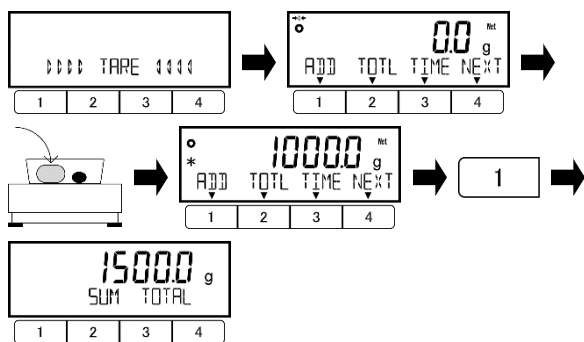 TARE
1 2 3 4
→0←
Net
0.0 g
ADD TOTL TIME NEXT
1 2 3 4
Net
* 1000.0 g
ADD TOTL TIME NEXT
1 2 3 4
1
1500.0 g
SUM TOTAL
1 2 3 4